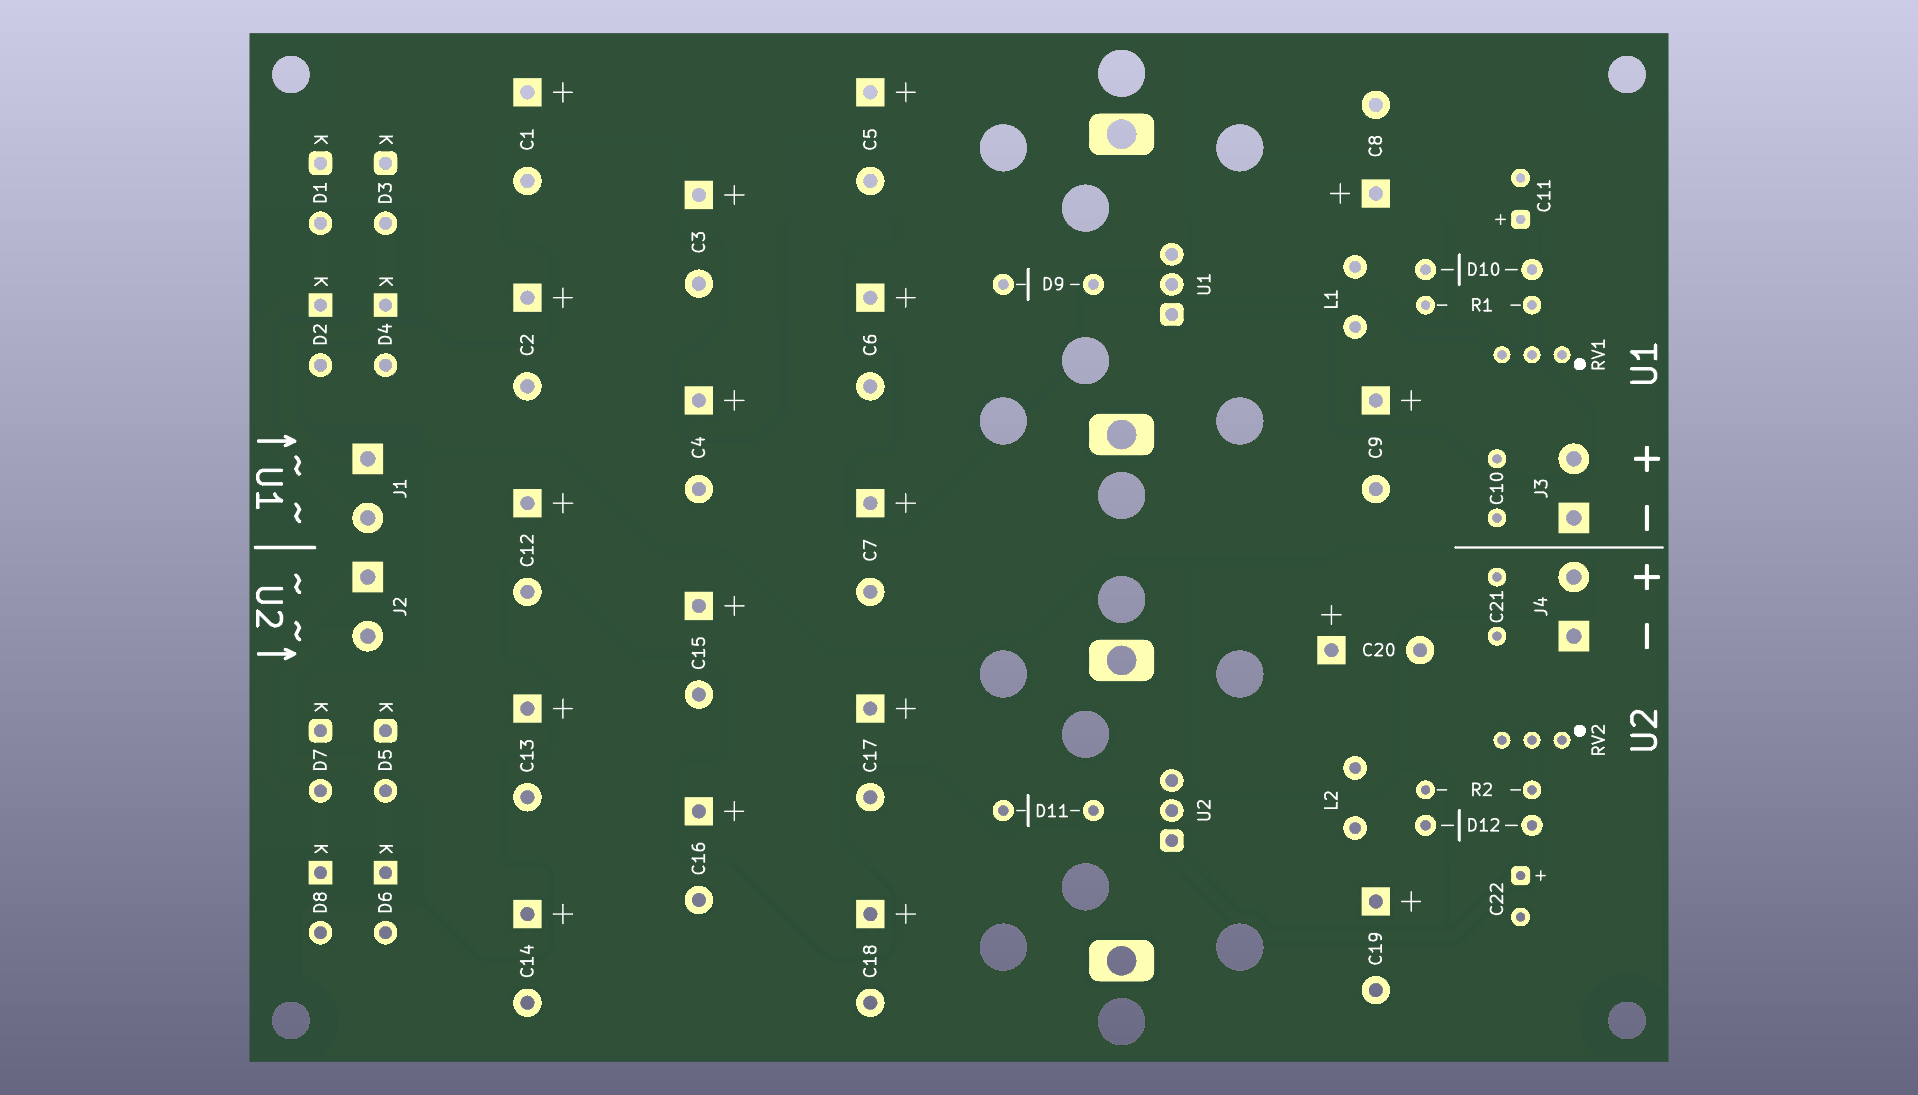 K
K
D1
D3
C1
+
C5
+
C3
+
C8
+
C11
+
K
K
D2
D4
C2
+
C6
+
D9
U1
L1
D10
R1
RV1
U1
C4
+
C9
+
U1
~
~
J1
C12
+
C7
+
C10
J3
+
-
U2
~
~
J2
C15
+
C20
+
C21
J4
+
-
K
K
D7
D5
C13
+
C17
+
RV2
U2
D11
U2
L2
R2
D12
C16
+
K
K
D8
D6
C14
+
C18
+
C19
+
C22
+